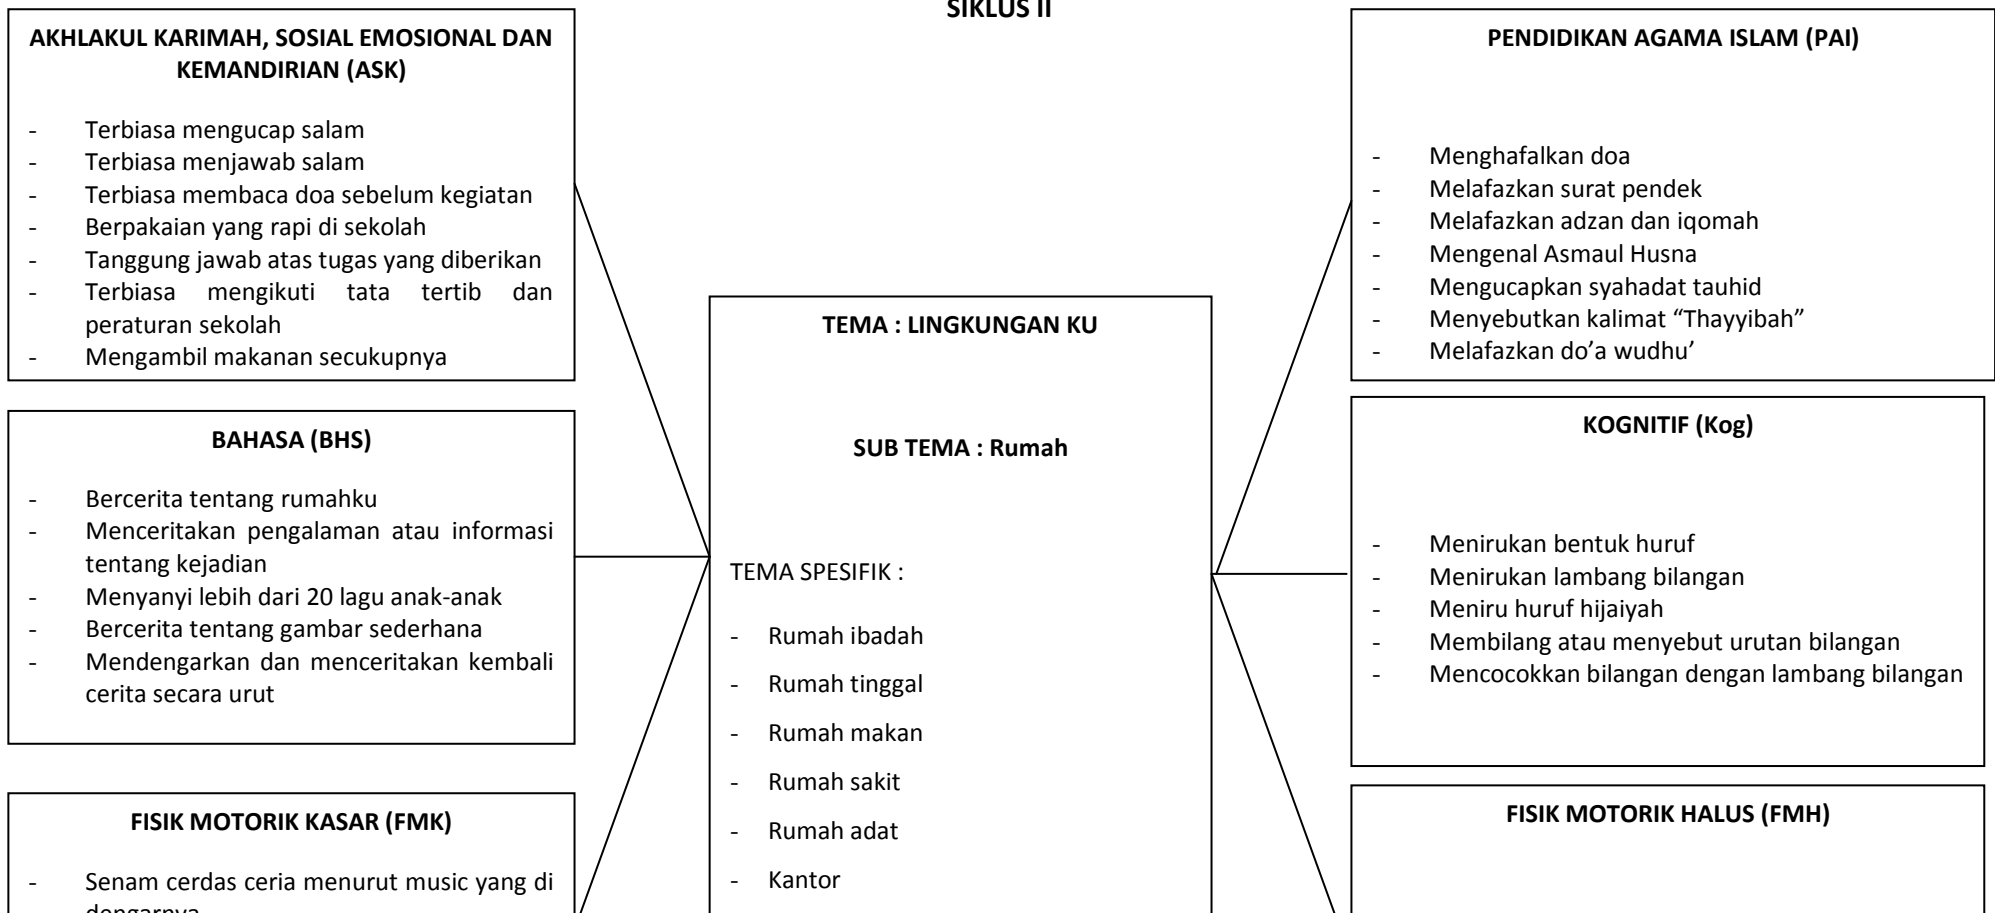 SIKLUS II
AKHLAKUL KARIMAH, SOSIAL EMOSIONAL DAN
KEMANDIRIAN (ASK)
- Terbiasa mengucap salam
- Terbiasa menjawab salam
- Terbiasa membaca doa sebelum kegiatan
- Berpakaian yang rapi di sekolah
- Tanggung jawab atas tugas yang diberikan
- Terbiasa mengikuti tata tertib dan
peraturan sekolah
- Mengambil makanan secukupnya
BAHASA (BHS)
- Bercerita tentang rumahku
- Menceritakan pengalaman atau informasi
tentang kejadian
- Menyanyi lebih dari 20 lagu anak-anak
- Bercerita tentang gambar sederhana
- Mendengarkan dan menceritakan kembali
cerita secara urut
FISIK MOTORIK KASAR (FMK)
- Senam cerdas ceria menurut music yang di
dengarnya
TEMA : LINGKUNGAN KU
SUB TEMA : Rumah
TEMA SPESIFIK :
- Rumah ibadah
- Rumah tinggal
- Rumah makan
- Rumah sakit
- Rumah adat
- Kantor
PENDIDIKAN AGAMA ISLAM (PAI)
- Menghafalkan doa
- Melafazkan surat pendek
- Melafazkan adzan dan iqomah
- Mengenal Asmaul Husna
- Mengucapkan syahadat tauhid
- Menyebutkan kalimat “Thayyibah”
- Melafazkan do’a wudhu’
KOGNITIF (Kog)
- Menirukan bentuk huruf
- Menirukan lambang bilangan
- Meniru huruf hijaiyah
- Membilang atau menyebut urutan bilangan
- Mencocokkan bilangan dengan lambang bilangan
FISIK MOTORIK HALUS (FMH)